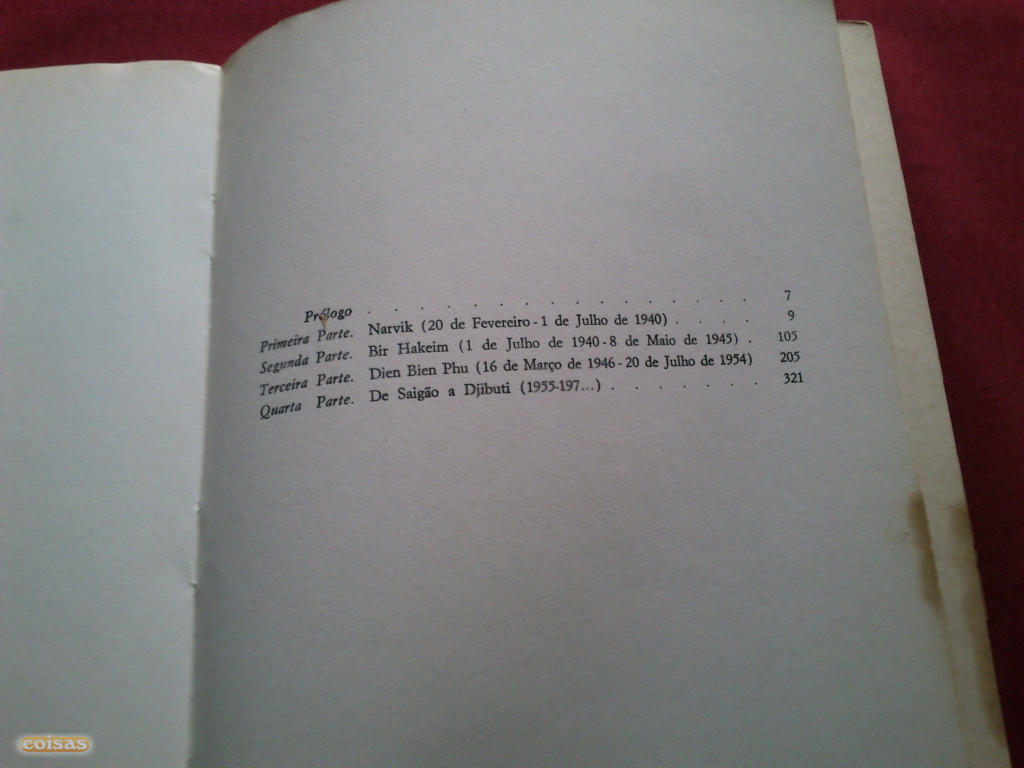 Prólogo . . . . . . . . . . . . . . . 7
Primeira Parte. Narvik (20 de Fevereiro - 1 de Julho de 1940) . . . . 9
Segunda Parte. Bir Hakeim (1 de Julho de 1940 - 8 de Maio de 1945) . 105
Terceira Parte. Dien Bien Phu (16 de Março de 1946 - 20 de Julho de 1954) 205
Quarta Parte. De Saigão a Djibuti (1955-197...) . . . . . . . 321
coisas